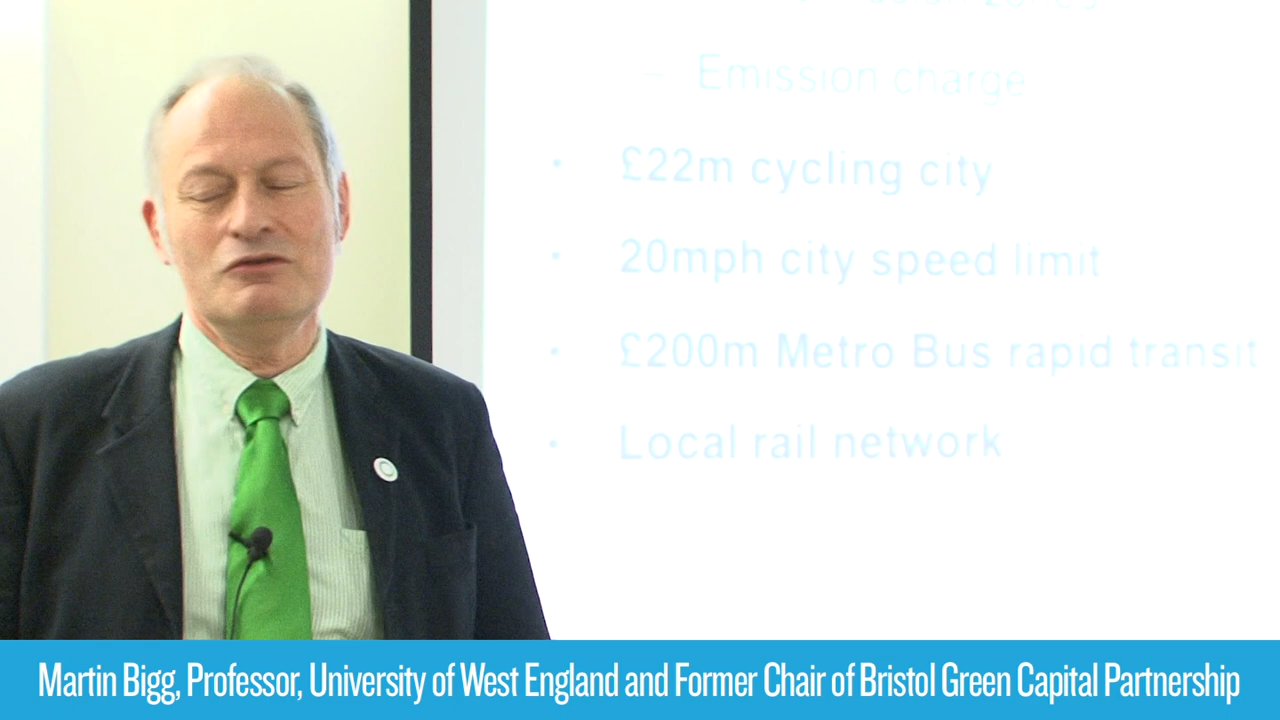 – Emission charge
• £22m cycling city
• 20mph city speed limit
• £200m Metro Bus rapid transit
• Local rail network
Martin Bigg, Professor, University of West England and Former Chair of Bristol Green Capital Partnership